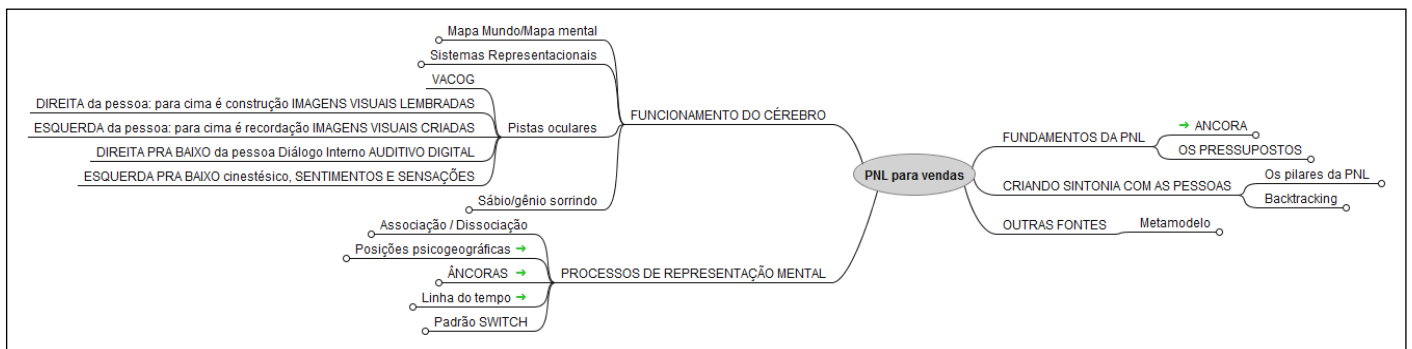 PNL para vendas
FUNCIONAMENTO DO CÉREBRO
Mapa Mundo/Mapa mental
Sistemas Representacionais
Pistas oculares
VACOG
DIREITA da pessoa: para cima é construção IMAGENS VISUAIS LEMBRADAS
ESQUERDA da pessoa: para cima é recordação IMAGENS VISUAIS CRIADAS
DIREITA PRA BAIXO da pessoa Diálogo Interno AUDITIVO DIGITAL
ESQUERDA PRA BAIXO cinestésico, SENTIMENTOS E SENSAÇÕES
Sábio/gênio sorrindo
PROCESSOS DE REPRESENTAÇÃO MENTAL
Associação / Dissociação
Posições psicogeográficas
ÂNCORAS
Linha do tempo
Padrão SWITCH
FUNDAMENTOS DA PNL
ANCORA
OS PRESSUPOSTOS
CRIANDO SINTONIA COM AS PESSOAS
Os pilares da PNL
Backtracking
OUTRAS FONTES
Metamodelo